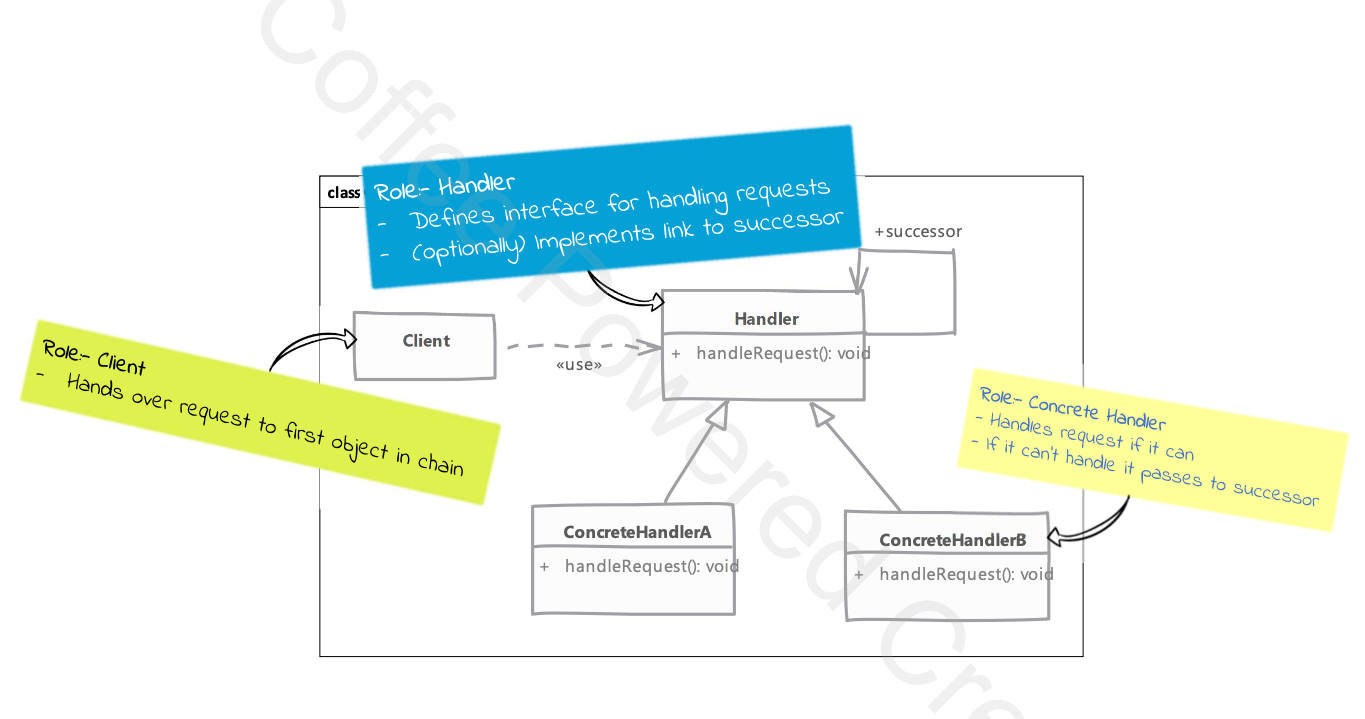 Coffee Powered Cre
class
Role:- Handler
- Defines interface for handling requests
- (optionally) Implements link to successor
+successor
Handler
+ handleRequest(): void
Client
«use»
Role:- Client
- Hands over request to first object in chain
Role:- Concrete Handler
- Handles request if it can
- If it can't handle it passes to successor
ConcreteHandlerA
+ handleRequest(): void
ConcreteHandlerB
+ handleRequest(): void